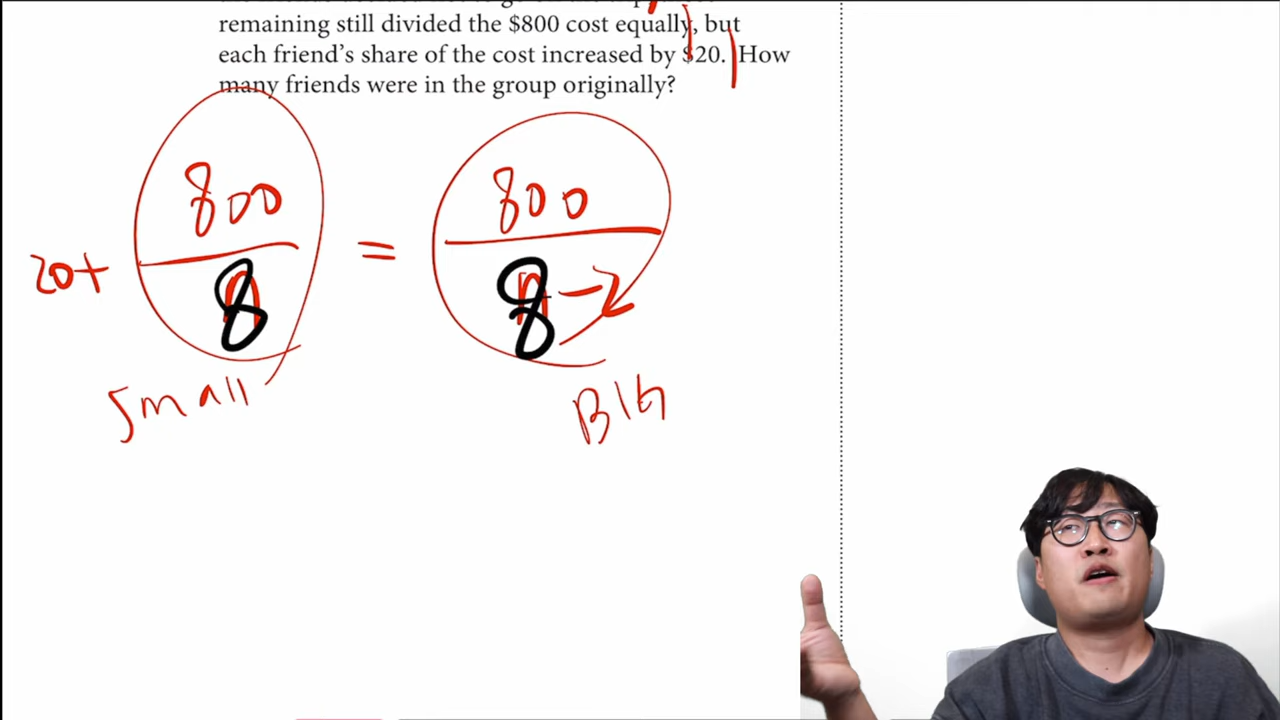 remaining still divided the $800 cost equally, but
each friend's share of the cost increased by $20. How
many friends were in the group originally?
20+ 800/8 = 800/8-2
Small
BIG